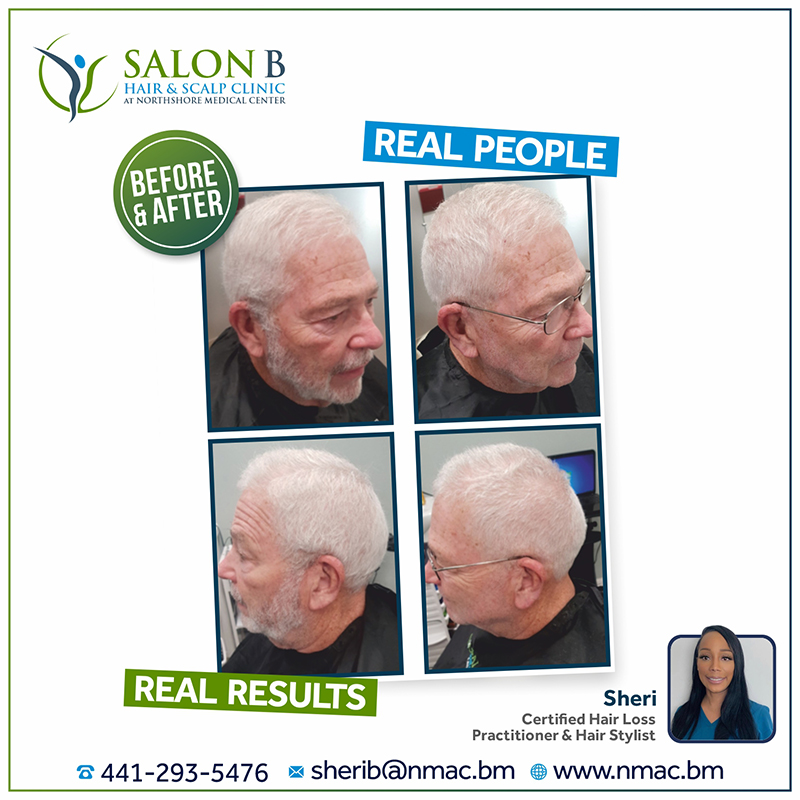 SALON B
HAIR & SCALP CLINIC
AT NORTHSHORE MEDICAL CENTER
REAL PEOPLE
BEFORE
& AFTER
REAL RESULTS
Sheri
Certified Hair Loss
Practitioner & Hair Stylist
441-293-5476 sherib@nmac.bm www.nmac.bm